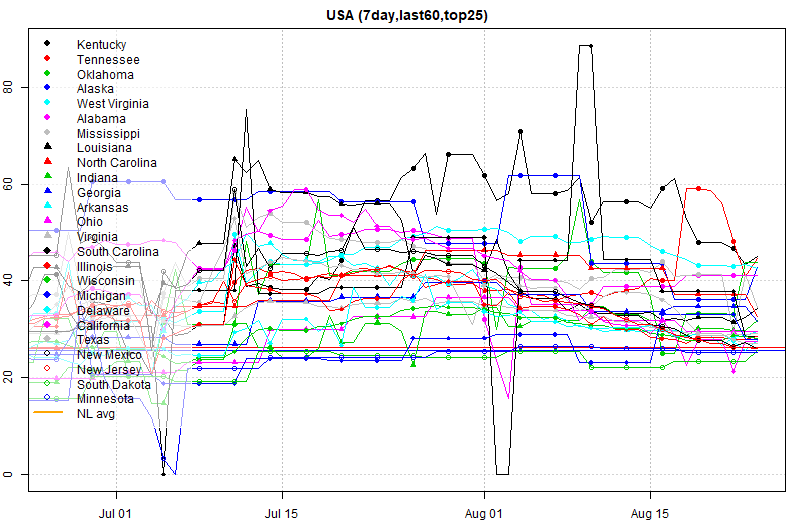 USA (7day,last60,top25)
Kentucky
Tennessee
Oklahoma
Alaska
West Virginia
Alabama
Mississippi
Louisiana
North Carolina
Indiana
Georgia
Arkansas
Ohio
Virginia
South Carolina
Illinois
Wisconsin
Michigan
Delaware
California
Texas
New Mexico
New Jersey
South Dakota
Minnesota
NL avg
80
60
40
20
0
Jul 01 Jul 15 Aug 01 Aug 15